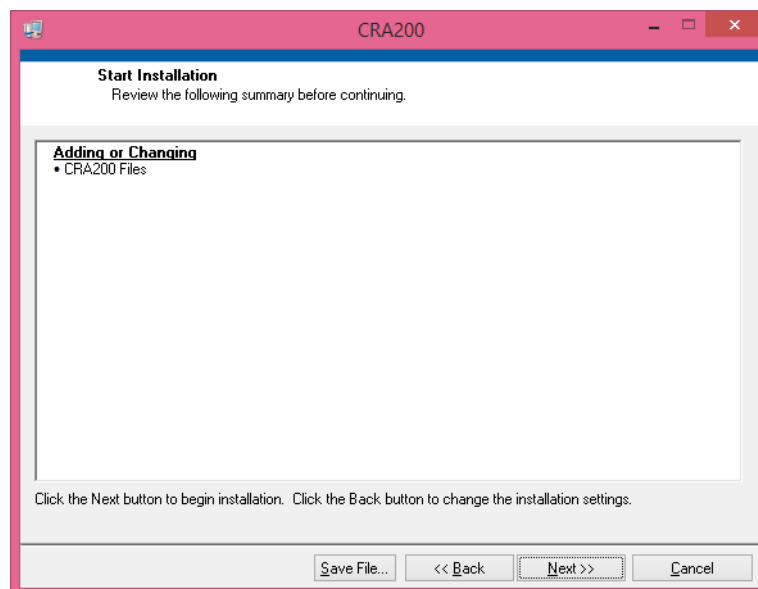 CRA200
Start Installation
Review the following summary before continuing.
Adding or Changing
• CRA200 Files
Click the Next button to begin installation.  Click the Back button to change the installation settings.
Save File...
<< Back
Next >>
Cancel